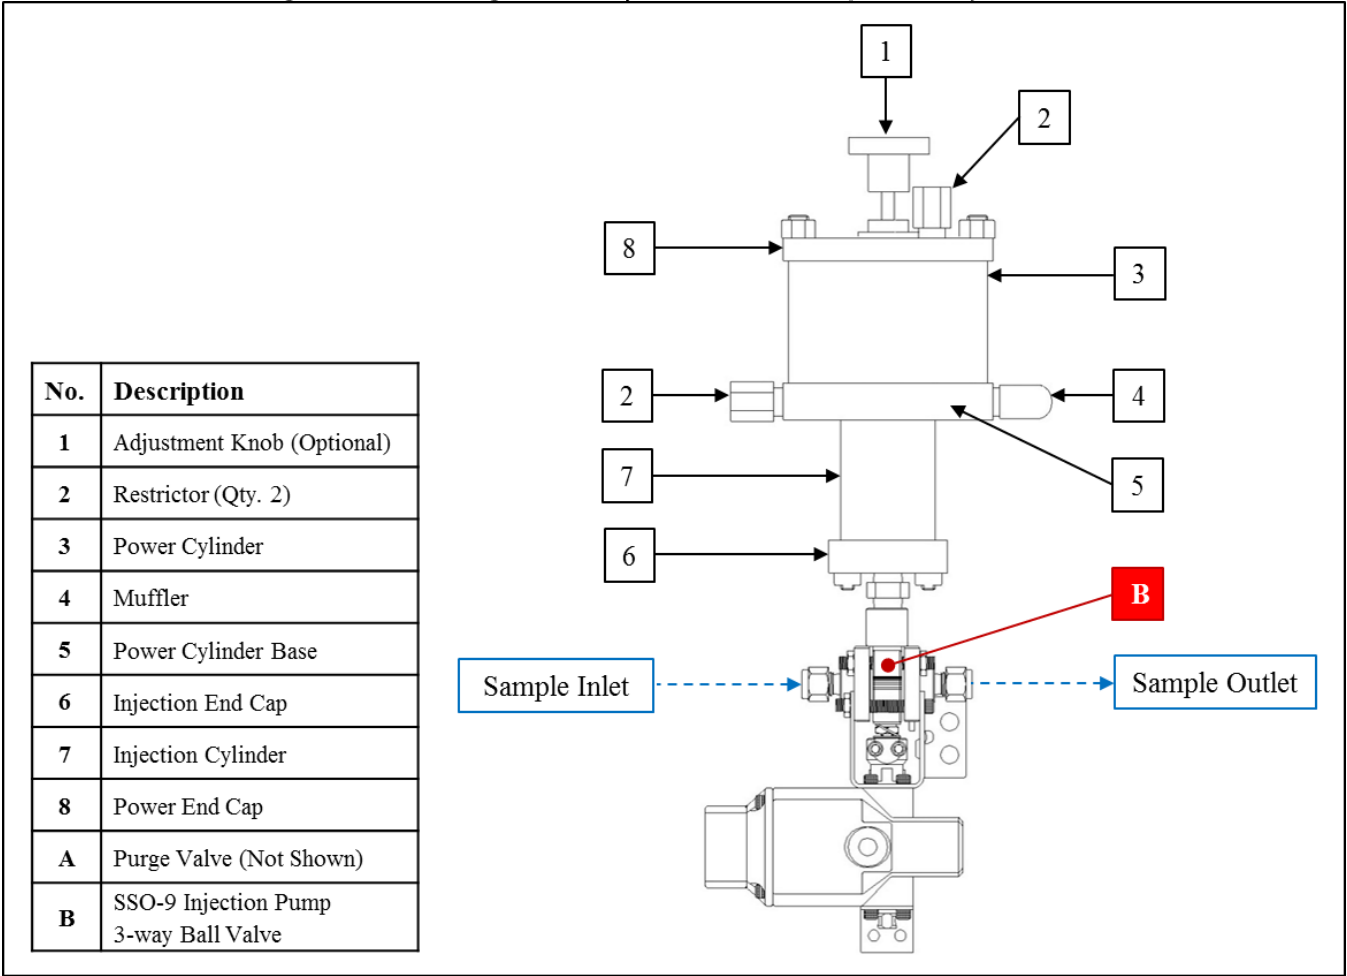 1
2
8
3
2
4
7
5
6
B
Sample Inlet
Sample Outlet
No. Description
1 Adjustment Knob (Optional)
2 Restrictor (Qty. 2)
3 Power Cylinder
4 Muffler
5 Power Cylinder Base
6 Injection End Cap
7 Injection Cylinder
8 Power End Cap
A Purge Valve (Not Shown)
B SSO-9 Injection Pump
3-way Ball Valve